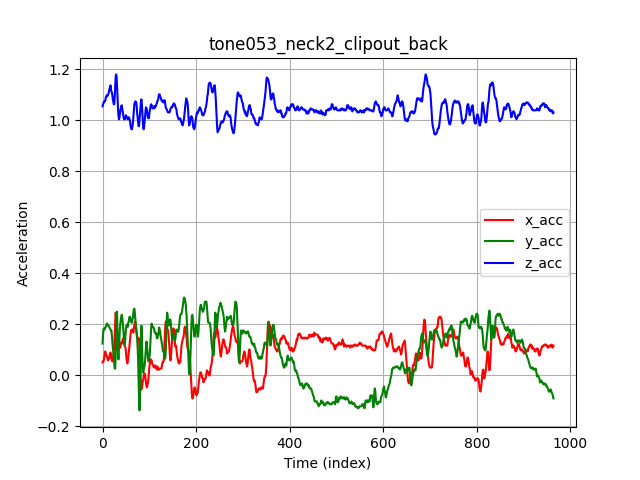 tone053_neck2_clipout_back
1.2
1.0
0.8
0.6
0.4
0.2
0.0
−0.2
Acceleration
x_acc
y_acc
z_acc
0 200 400 600 800 1000
Time (index)